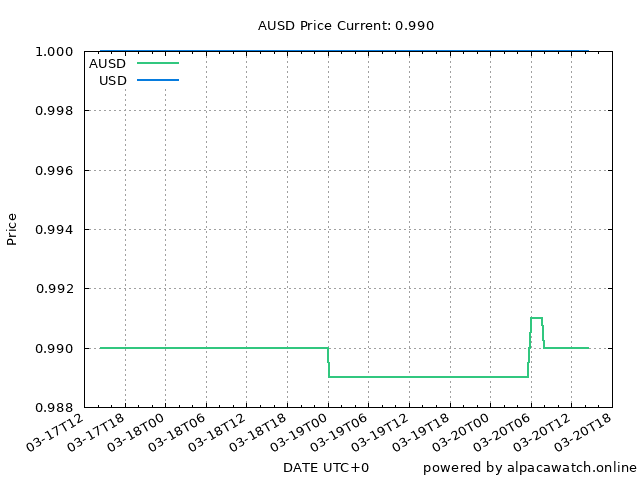 AUSD Price Current: 0.990
1.000
AUSD
USD
0.998
0.996
0.994
Price
0.992
0.990
0.988
03-17T12
03-17T18
03-18T00
03-18T06
03-18T12
03-18T18
03-19T00
03-19T06
03-19T12
03-19T18
03-20T00
03-20T06
03-20T12
03-20T18
DATE UTC+0
powered by alpacawatch.online